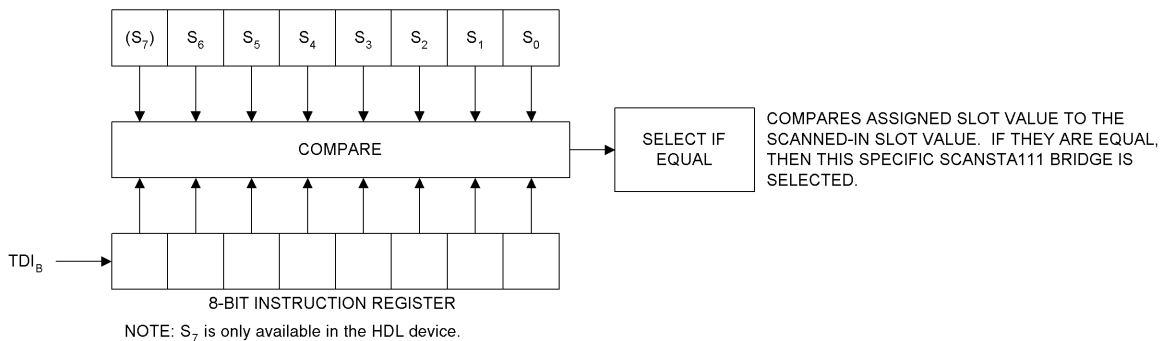 (S7) S6 S5 S4 S3 S2 S1 S0
COMPARE
SELECT IF
EQUAL
COMPARES ASSIGNED SLOT VALUE TO THE
SCANNED-IN SLOT VALUE. IF THEY ARE EQUAL,
THEN THIS SPECIFIC SCANSTA111 BRIDGE IS
SELECTED.
TDIB
8-BIT INSTRUCTION REGISTER
NOTE: S7 is only available in the HDL device.